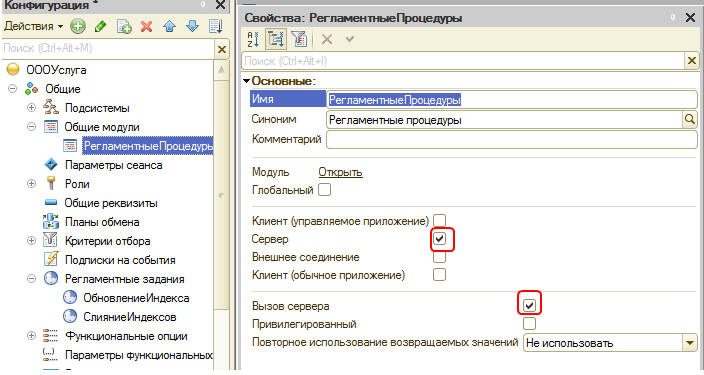 Конфигурация *
Действия
Поиск (Ctrl+Alt+M)
ОООУслуга
Общие
Подсистемы
Общие модули
РегламентныеПроцедуры
Параметры сеанса
Роли
Общие реквизиты
Планы обмена
Критерии отбора
Подписки на события
Регламентные задания
ОбновлениеИндекса
СлияниеИндексов
Функциональные опции
Параметры функциональных
Свойства: РегламентныеПроцедуры
Поиск (Ctrl+Alt+I)
Основные:
Имя РегламентныеПроцедуры
Синоним Регламентные процедуры
Комментарий
Модуль Открыть
Глобальный
Клиент (управляемое приложение)
Сервер
Внешнее соединение
Клиент (обычное приложение)
Вызов сервера
Привилегированный
Повторное использование возвращаемых значений Не использовать